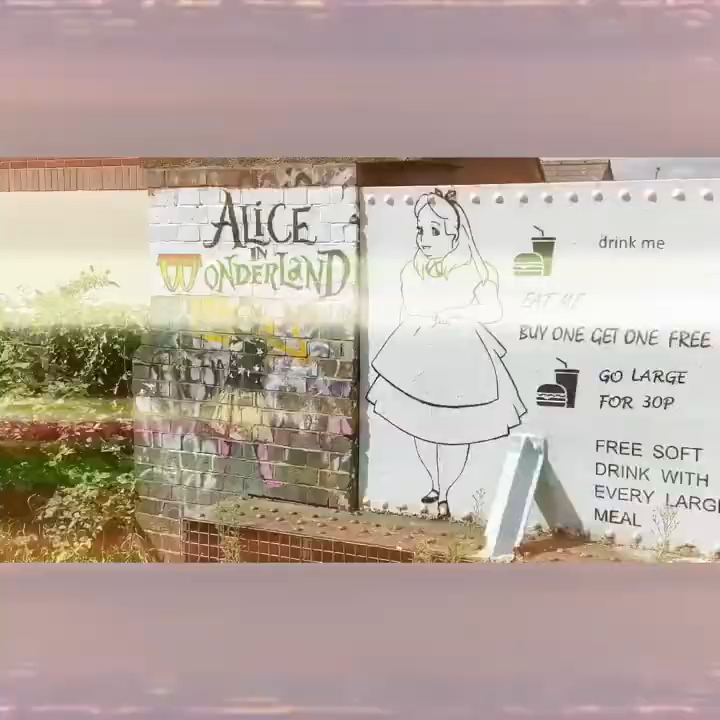 ALiCE
IN
WONDERLaND
drink me
EAT ME
BUY ONE GET ONE FREE
GO LARGE
FOR 30P
FREE SOFT
DRINK WITH
EVERY LARG
MEAL